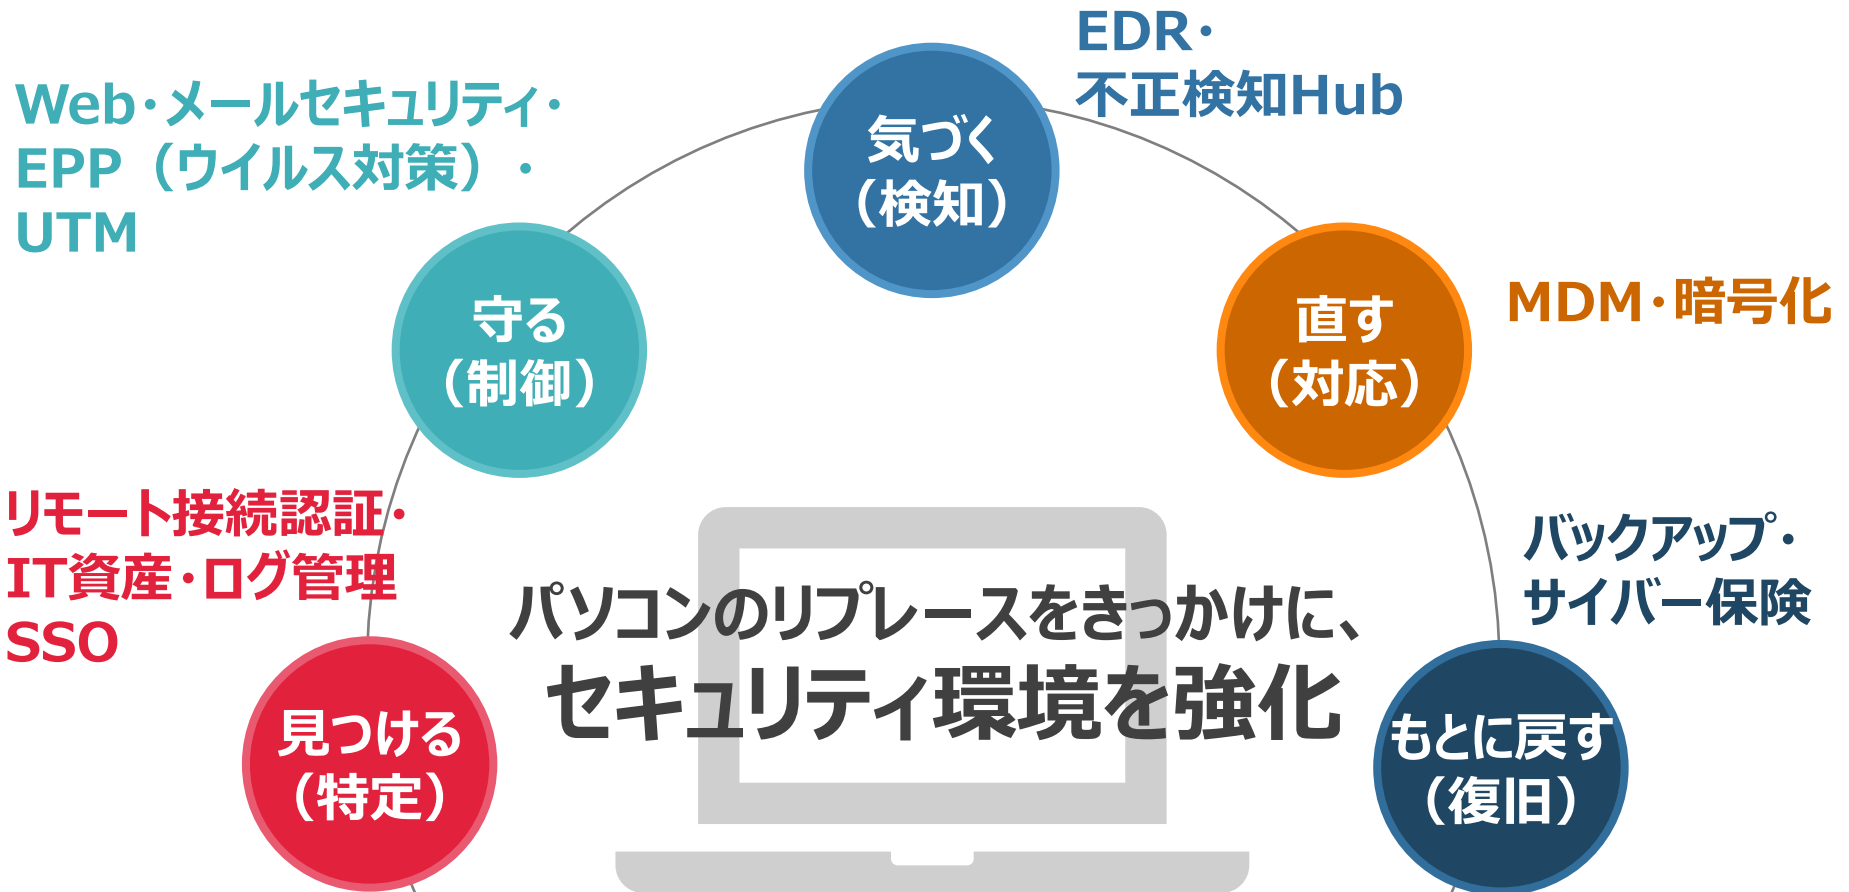 EDR・
不正検知Hub
気づく
（検知）
Web・メールセキュリティ・
EPP（ウイルス対策）・
UTM
守る
（制御）
直す
（対応）
MDM・暗号化
リモート接続認証・
IT資産・ログ管理
SSO
見つける
（特定）
パソコンのリプレースをきっかけに、
セキュリティ環境を強化
バックアップ・
サイバー保険
もとに戻す
（復旧）